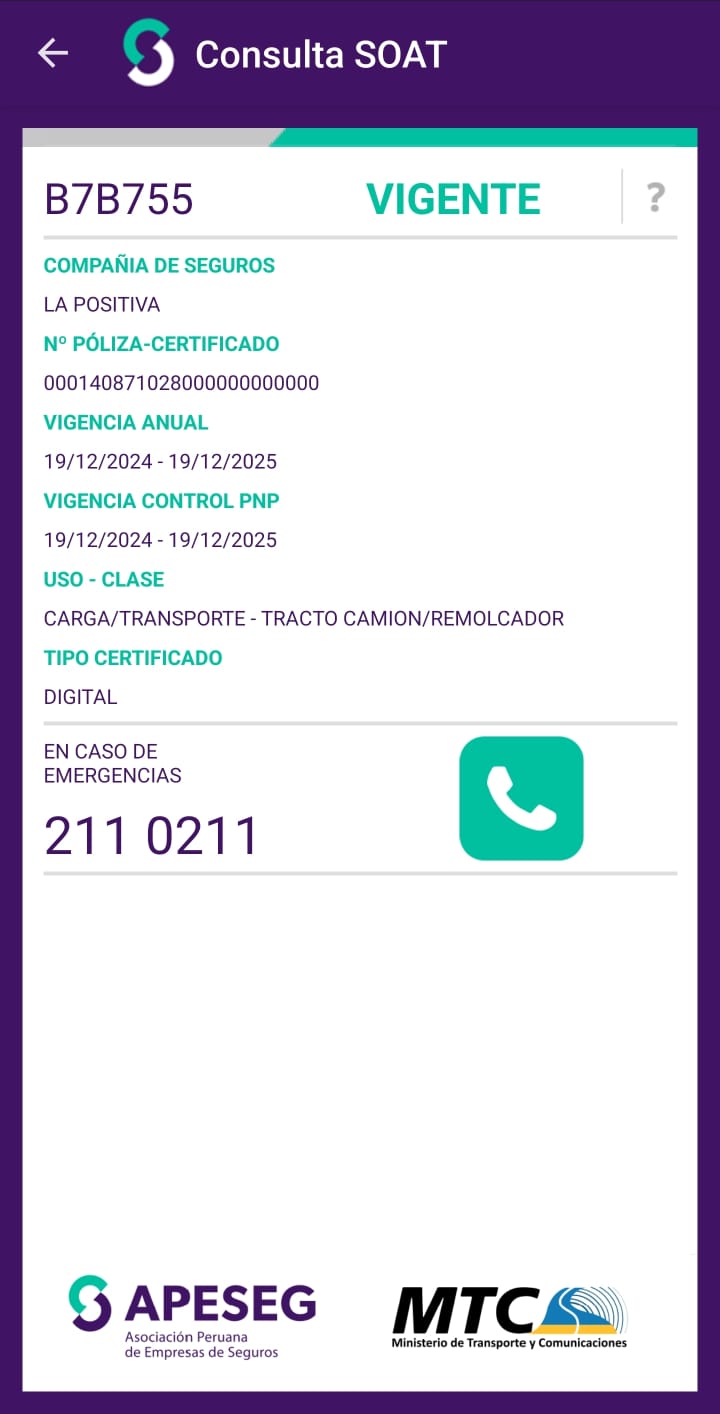 Consulta SOAT
B7B755
VIGENTE
?
COMPAÑIA DE SEGUROS
LA POSITIVA
Nº PÓLIZA-CERTIFICADO
000140871028000000000000
VIGENCIA ANUAL
19/12/2024 - 19/12/2025
VIGENCIA CONTROL PNP
19/12/2024 - 19/12/2025
USO - CLASE
CARGA/TRANSPORTE - TRACTO CAMION/REMOLCADOR
TIPO CERTIFICADO
DIGITAL
EN CASO DE
EMERGENCIAS
211 0211
APESEG
Asociación Peruana
de Empresas de Seguros
MTC
Ministerio de Transporte y Comunicaciones